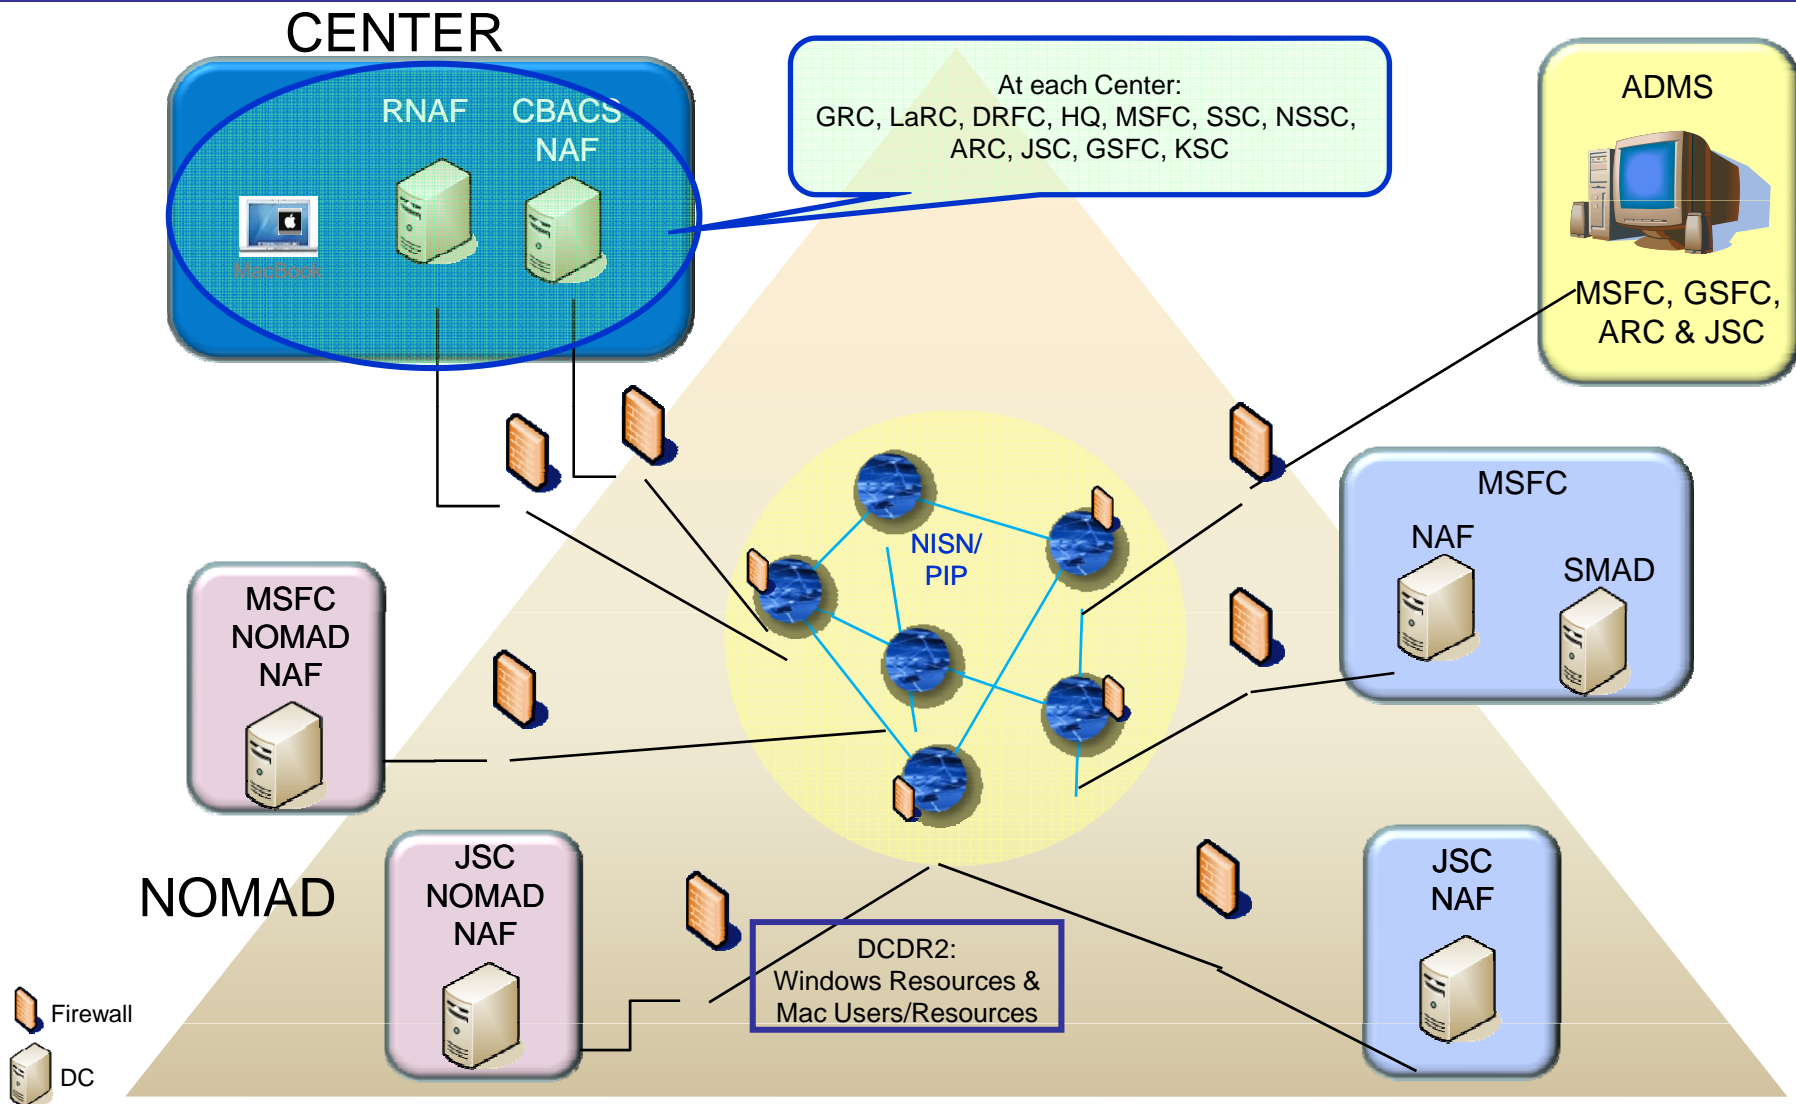 CENTER
RNAF
CBACS
NAF
MacBook
At each Center:
GRC, LaRC, DRFC, HQ, MSFC, SSC, NSSC,
ARC, JSC, GSFC, KSC
ADMS
MSFC, GSFC,
ARC & JSC
MSFC
NAF
SMAD
NISN/
PIP
MSFC
NOMAD
NAF
NOMAD
JSC
NOMAD
NAF
DCDR2:
Windows Resources &
Mac Users/Resources
JSC
NAF
Firewall
DC